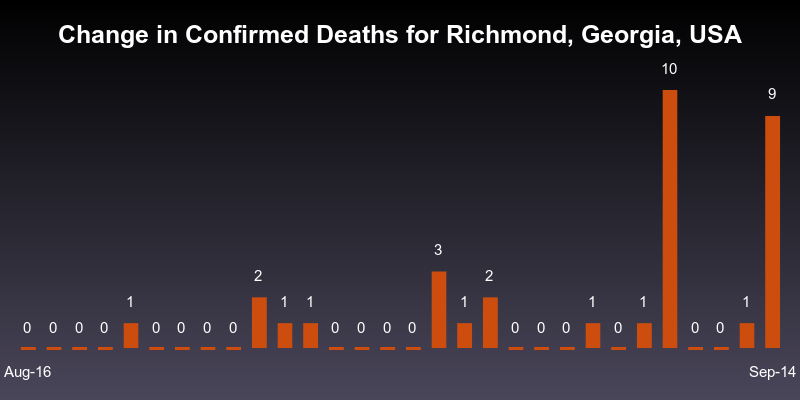 Change in Confirmed Deaths for Richmond, Georgia, USA
0 0 0 0 1 0 0 0 0 2 1 1 0 0 0 0 3 1 2 0 0 0 1 0 1 10 0 0 1 9
Aug-16 Sep-14